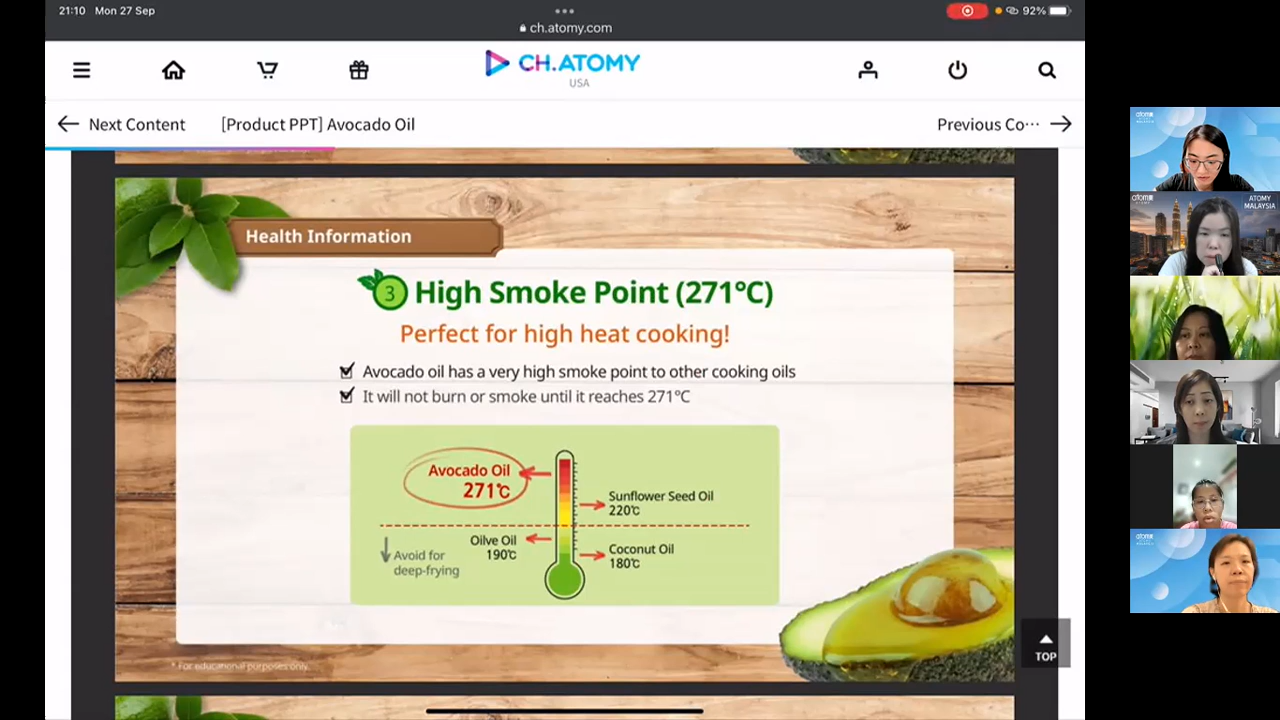 21:10 Mon 27 Sep
92%
ch.atomy.com
CH.ATOMY
USA
Next Content
[Product PPT] Avocado Oil
Previous Co···
Health Information
3 High Smoke Point (271℃)
Perfect for high heat cooking!
Avocado oil has a very high smoke point to other cooking oils
It will not burn or smoke until it reaches 271℃
Avocado Oil
271℃
Sunflower Seed Oil
220℃
Oilve Oil
190℃
Coconut Oil
180℃
Avoid for
deep-frying
* For educational purposes only.
TOP
atomy
atomy
ATOMY
MALAYSIA
atomy